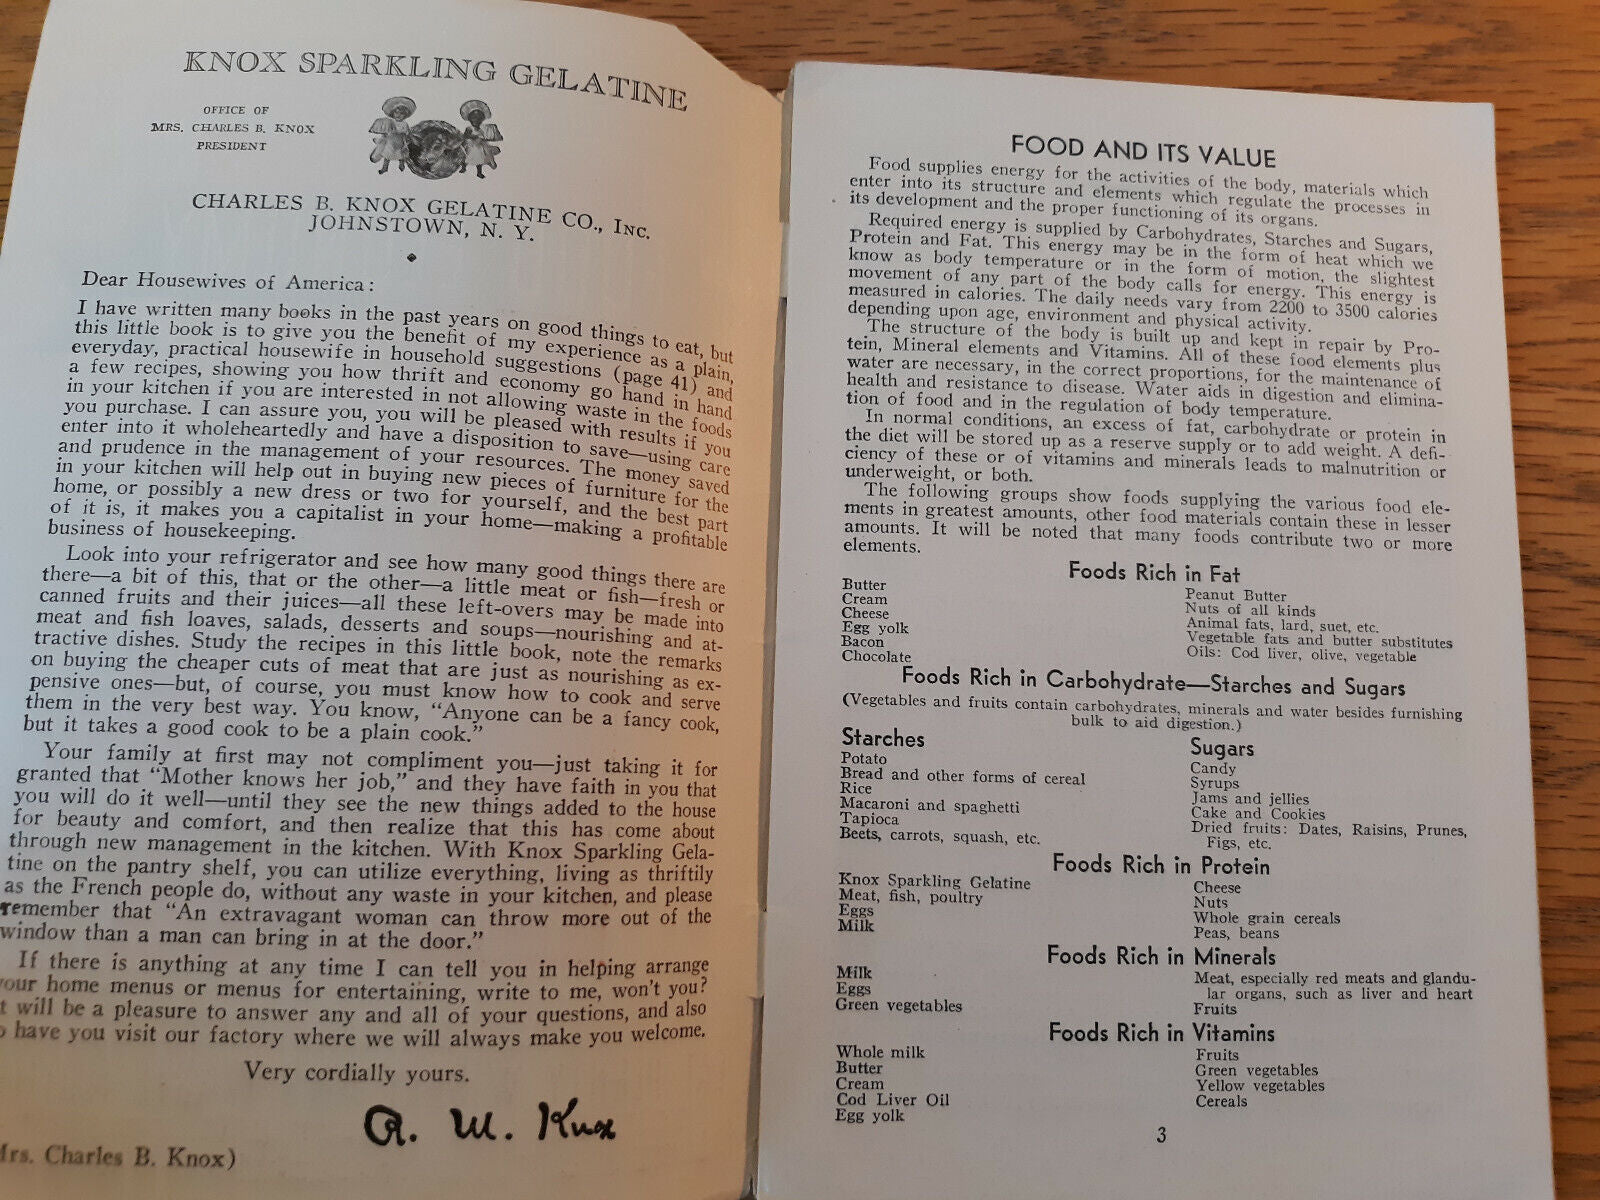 KNOX SPARKLING GELATINE
OFFICE OF
MRS. CHARLES B. KNOX
PRESIDENT
CHARLES B. KNOX GELATINE CO., INC.
JOHNSTOWN, N. Y.
Dear Housewives of America:
I have written many books in the past years on good things to eat, but
this little book is to give you the benefit of my experience as a plain,
everyday, practical housewife in household suggestions (page 41) and
a few recipes, showing you how thrift and economy go hand in hand
in your kitchen if you are interested in not allowing waste in the foods
you purchase. I can assure you, you will be pleased with results if you
enter into it wholeheartedly and have a disposition to save—using care
and prudence in the management of your resources. The money saved
in your kitchen will help out in buying new pieces of furniture for the
home, or possibly a new dress or two for yourself, and the best part
of it is, it makes you a capitalist in your home—making a profitable
business of housekeeping.
Look into your refrigerator and see how many good things there are
there—a bit of this, that or the other—a little meat or fish—fresh or
canned fruits and their juices—all these left-overs may be made into
meat and fish loaves, salads, desserts and soups—nourishing and at-
tractive dishes. Study the recipes in this little book, note the remarks
on buying the cheaper cuts of meat that are just as nourishing as ex-
pensive ones—but, of course, you must know how to cook and serve
them in the very best way. You know, "Anyone can be a fancy cook,
but it takes a good cook to be a plain cook."
Your family at first may not compliment you—just taking it for
granted that "Mother knows her job," and they have faith in you that
you will do it well—until they see the new things added to the house
for beauty and comfort, and then realize that this has come about
through new management in the kitchen. With Knox Sparkling Gela-
tine on the pantry shelf, you can utilize everything, living as thriftily
as the French people do, without any waste in your kitchen, and please
remember that "An extravagant woman can throw more out of the
window than a man can bring in at the door."
If there is anything at any time I can tell you in helping arrange
our home menus or menus for entertaining, write to me, won't you?
t will be a pleasure to answer any and all of your questions, and also
o have you visit our factory where we will always make you welcome.
Very cordially yours.
A. M. Knox
rs. Charles B. Knox)
FOOD AND ITS VALUE
Food supplies energy for the activities of the body, materials which
enter into its structure and elements which regulate the processes in
its development and the proper functioning of its organs.
Required energy is supplied by Carbohydrates, Starches and Sugars,
Protein and Fat. This energy may be in the form of heat which we
know as body temperature or in the form of motion, the slightest
movement of any part of the body calls for energy. This energy is
measured in calories. The daily needs vary from 2200 to 3500 calories
depending upon age, environment and physical activity.
The structure of the body is built up and kept in repair by Pro-
tein, Mineral elements and Vitamins. All of these food elements plus
water are necessary, in the correct proportions, for the maintenance of
health and resistance to disease. Water aids in digestion and elimina-
tion of food and in the regulation of body temperature.
In normal conditions, an excess of fat, carbohydrate or protein in
the diet will be stored up as a reserve supply or to add weight. A defi-
ciency of these or of vitamins and minerals leads to malnutrition or
underweight, or both.
The following groups show foods supplying the various food ele-
ments in greatest amounts, other food materials contain these in lesser
amounts. It will be noted that many foods contribute two or more
elements.
Foods Rich in Fat
Butter
Cream
Cheese
Egg yolk
Bacon
Chocolate
Peanut Butter
Nuts of all kinds
Animal fats, lard, suet, etc.
Vegetable fats and butter substitutes
Oils: Cod liver, olive, vegetable
Foods Rich in Carbohydrate—Starches and Sugars
(Vegetables and fruits contain carbohydrates, minerals and water besides furnishing
bulk to aid digestion.)
Starches
Potato
Bread and other forms of cereal
Rice
Macaroni and spaghetti
Tapioca
Beets, carrots, squash, etc.
Sugars
Candy
Syrups
Jams and jellies
Cake and Cookies
Dried fruits: Dates, Raisins, Prunes,
Figs, etc.
Foods Rich in Protein
Knox Sparkling Gelatine
Meat, fish, poultry
Eggs
Milk
Cheese
Nuts
Whole grain cereals
Peas, beans
Foods Rich in Minerals
Milk
Eggs
Green vegetables
Meat, especially red meats and glandu-
lar organs, such as liver and heart
Fruits
Foods Rich in Vitamins
Whole milk
Butter
Cream
Cod Liver Oil
Egg yolk
Fruits
Green vegetables
Yellow vegetables
Cereals
3